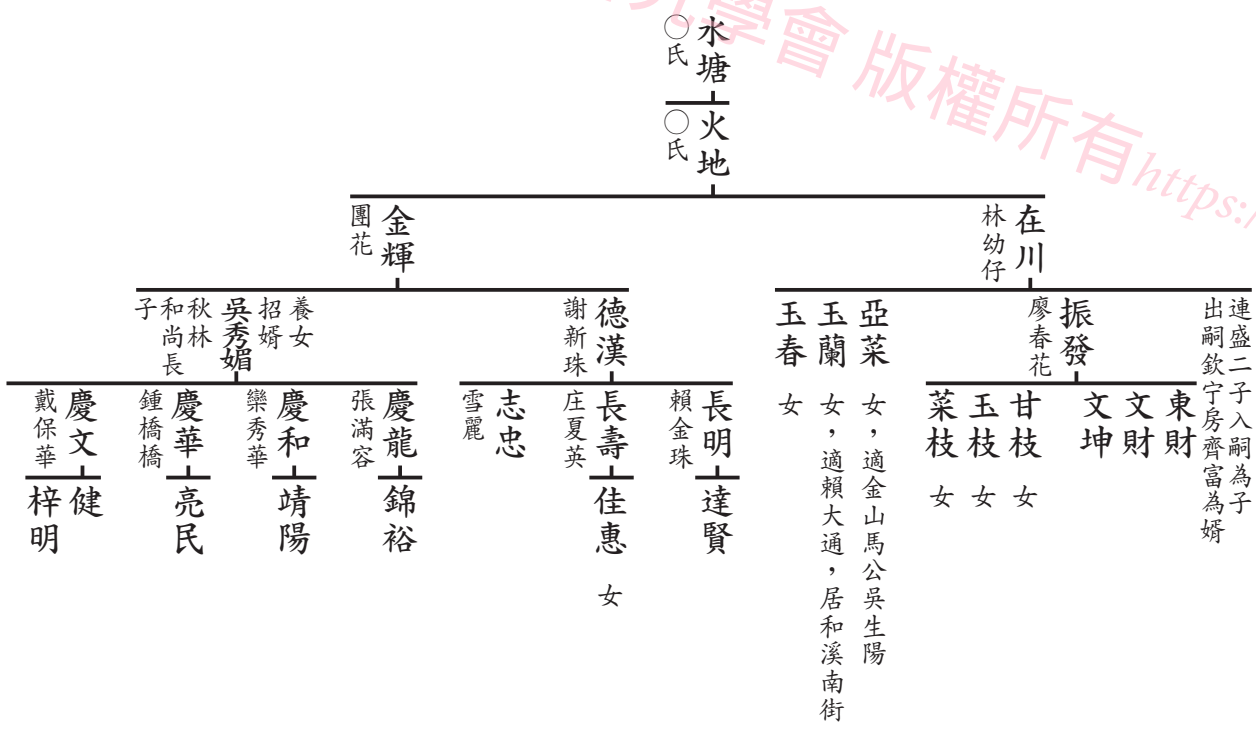 學會 版權所有https:/
水塘
○氏
火地
○氏
在川
林幼仔
金輝
團花
連盛二子入嗣為子
出嗣欽宁房齊富為婿
振發
廖春花
亞菜 女，適金山馬公吳生陽
玉蘭 女，適賴大通，居和溪南街
玉春 女
德漢
謝新珠
養女
招婿
吳秀媚
秋林
和尚長
子
東財
文財
文坤
甘枝 女
玉枝 女
菜枝 女
長明
賴金珠
長壽
庄夏英
志忠
雪麗
慶龍
張滿容
慶和
欒秀華
慶華
鍾橋橋
慶文
戴保華
達賢
佳惠 女
錦裕
靖陽
亮民
健
梓明